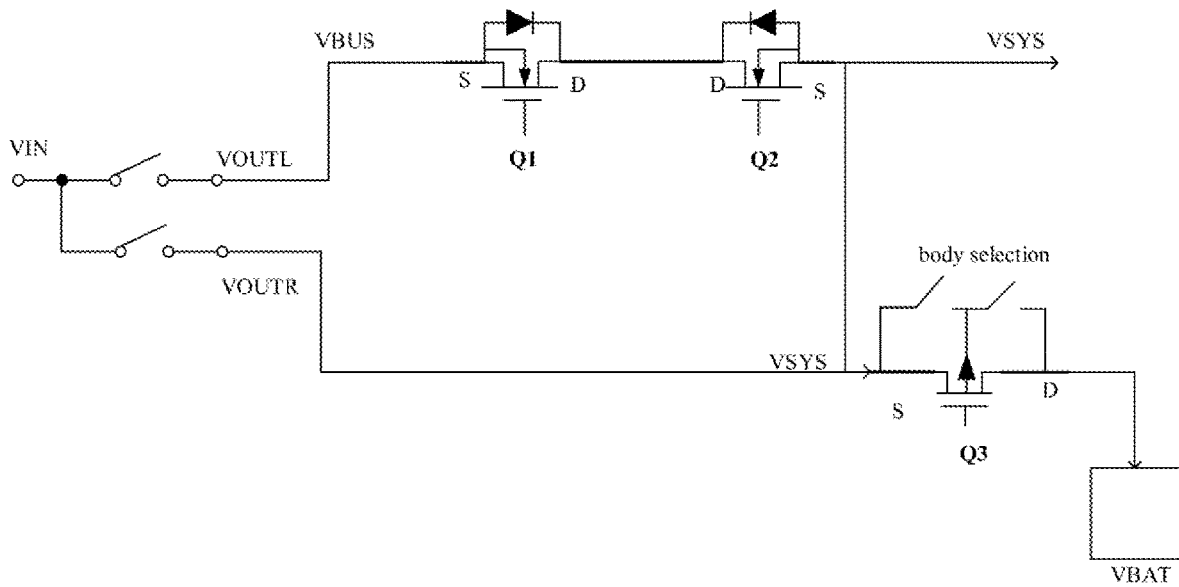 VBUS
VSYS
S
D
D
S
Q1
Q2
VIN
VOUTL
VOUTR
body selection
VSYS
S
D
Q3
VBAT